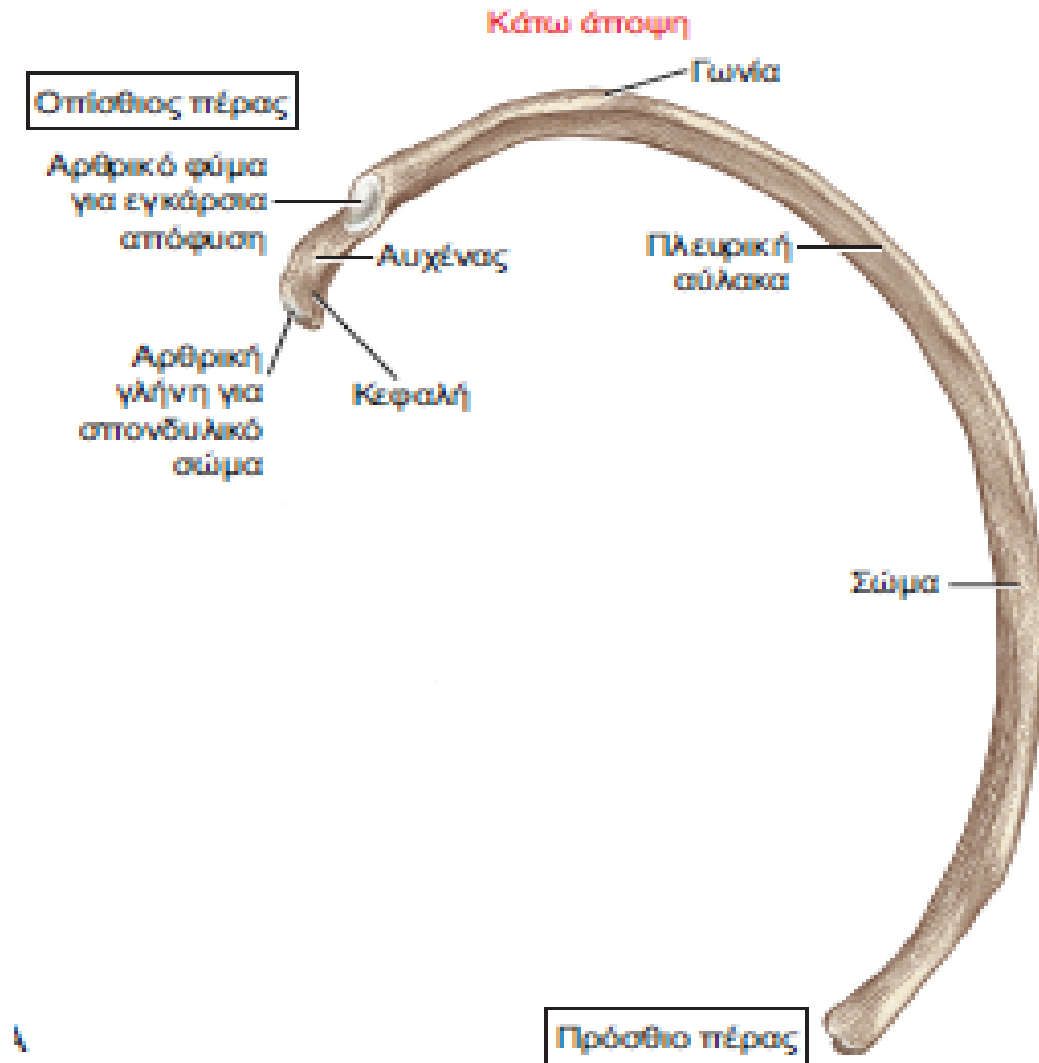 Κάτω άποψη
Γωνία
Οπίσθιος πέρας
Αρθρικό φύμα
για εγκάρσια
απόφυση
Αυχένας
Πλευρική
αύλακα
Αρθρική
γλήνη για
σπονδυλικό
σώμα
Κεφαλή
Σώμα
Πρόσθιο πέρας